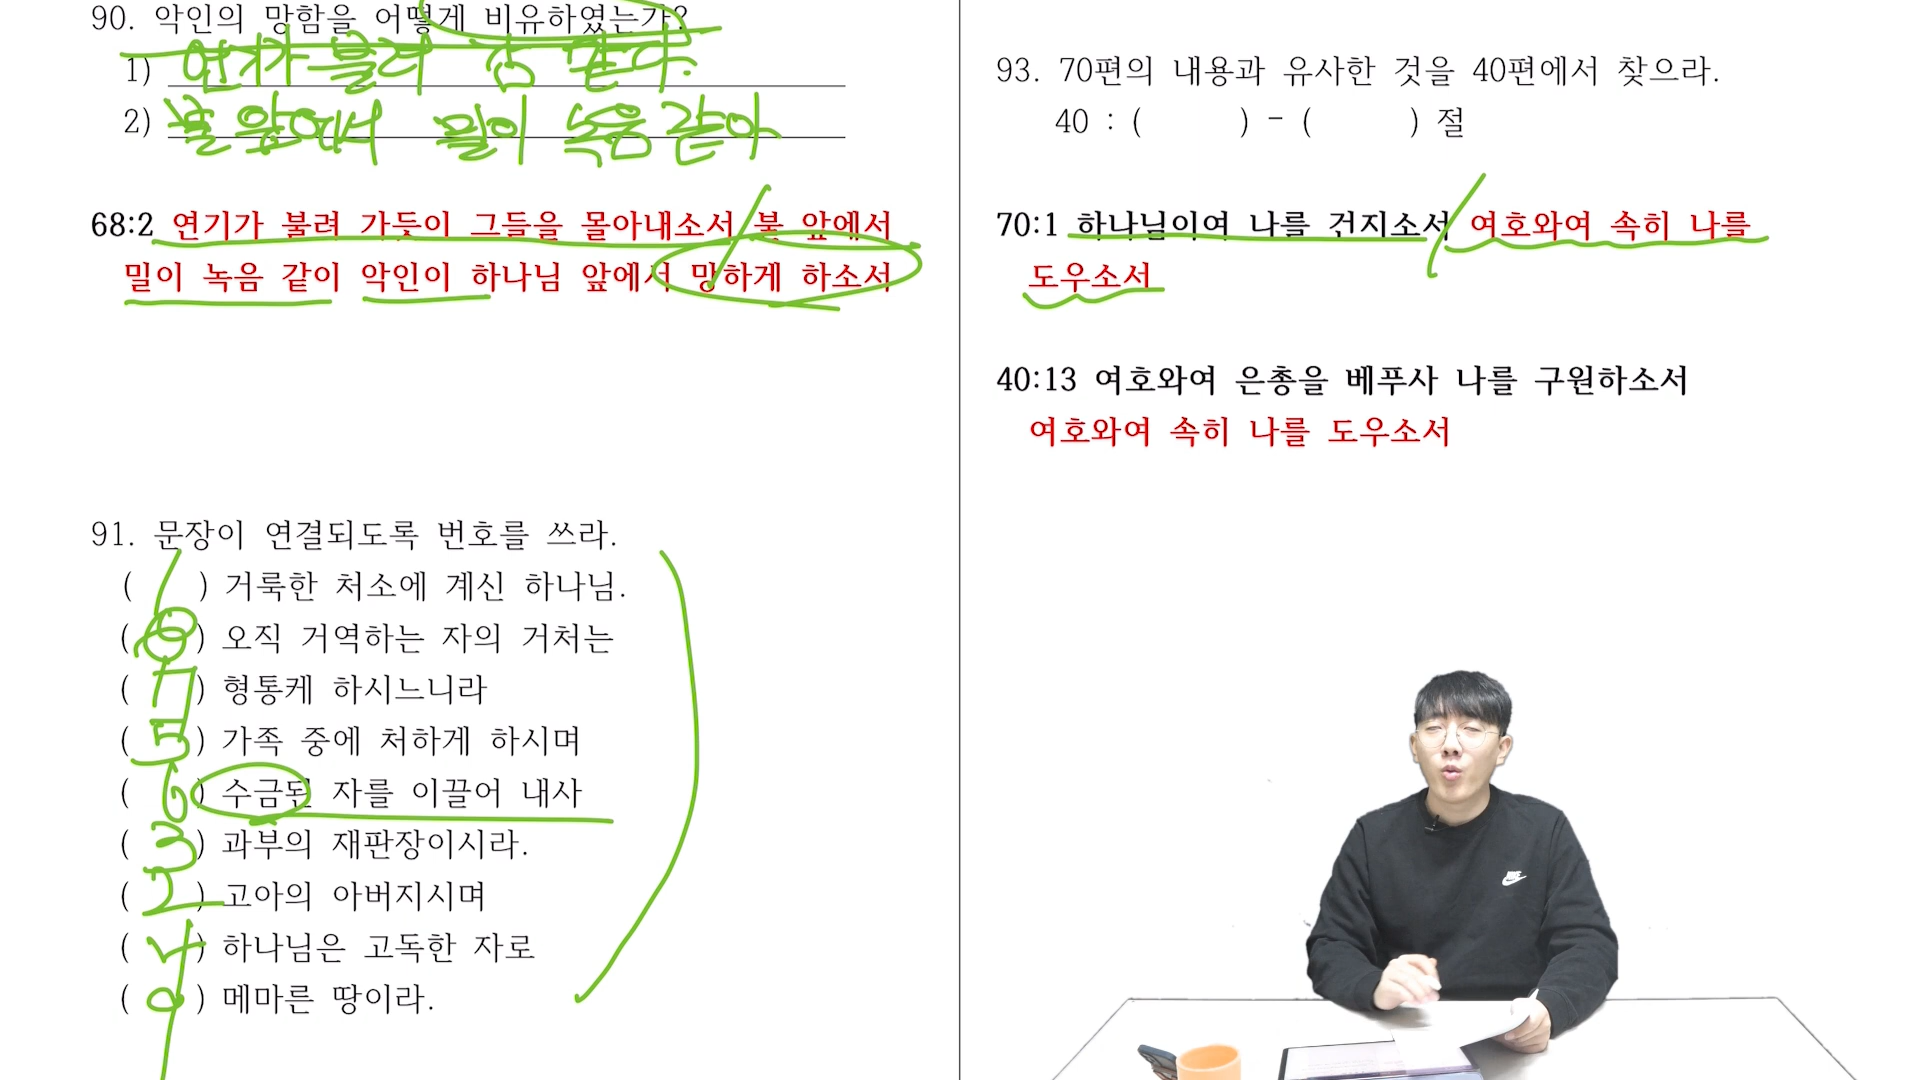 90. 악인의 망함을 어떻게 비유하였는가?
1) 연기가 불려 감 같다.
2) 불 앞에서 밀이 녹음 같아
68:2 연기가 불려 가듯이 그들을 몰아내소서 불 앞에서
밀이 녹음 같이 악인이 하나님 앞에서 망하게 하소서
91. 문장이 연결되도록 번호를 쓰라.
( ) 거룩한 처소에 계신 하나님.
( ) 오직 거역하는 자의 거처는
( 7 ) 형통케 하시느니라
( 5 ) 가족 중에 처하게 하시며
( 6 ) 수금된 자를 이끌어 내사
( 3 ) 과부의 재판장이시라.
( 2 ) 고아의 아버지시며
( 4 ) 하나님은 고독한 자로
( ) 메마른 땅이라.
93. 70편의 내용과 유사한 것을 40편에서 찾으라.
40 : ( ) - ( ) 절
70:1 하나님이여 나를 건지소서 여호와여 속히 나를
도우소서
40:13 여호와여 은총을 베푸사 나를 구원하소서
여호와여 속히 나를 도우소서